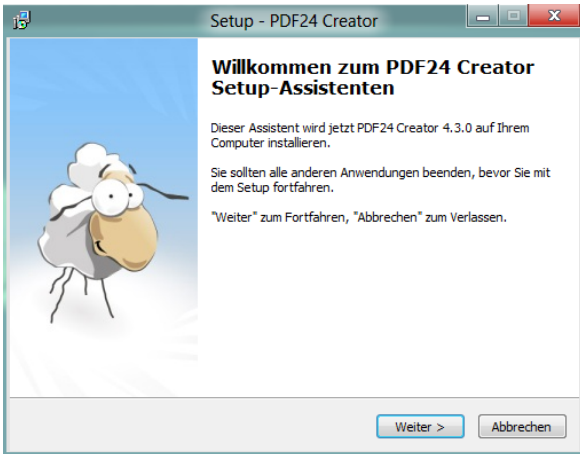 Setup - PDF24 Creator
Willkommen zum PDF24 Creator
Setup-Assistenten
Dieser Assistent wird jetzt PDF24 Creator 4.3.0 auf Ihrem
Computer installieren.
Sie sollten alle anderen Anwendungen beenden, bevor Sie mit
dem Setup fortfahren.
"Weiter" zum Fortfahren, "Abbrechen" zum Verlassen.
Weiter >
Abbrechen